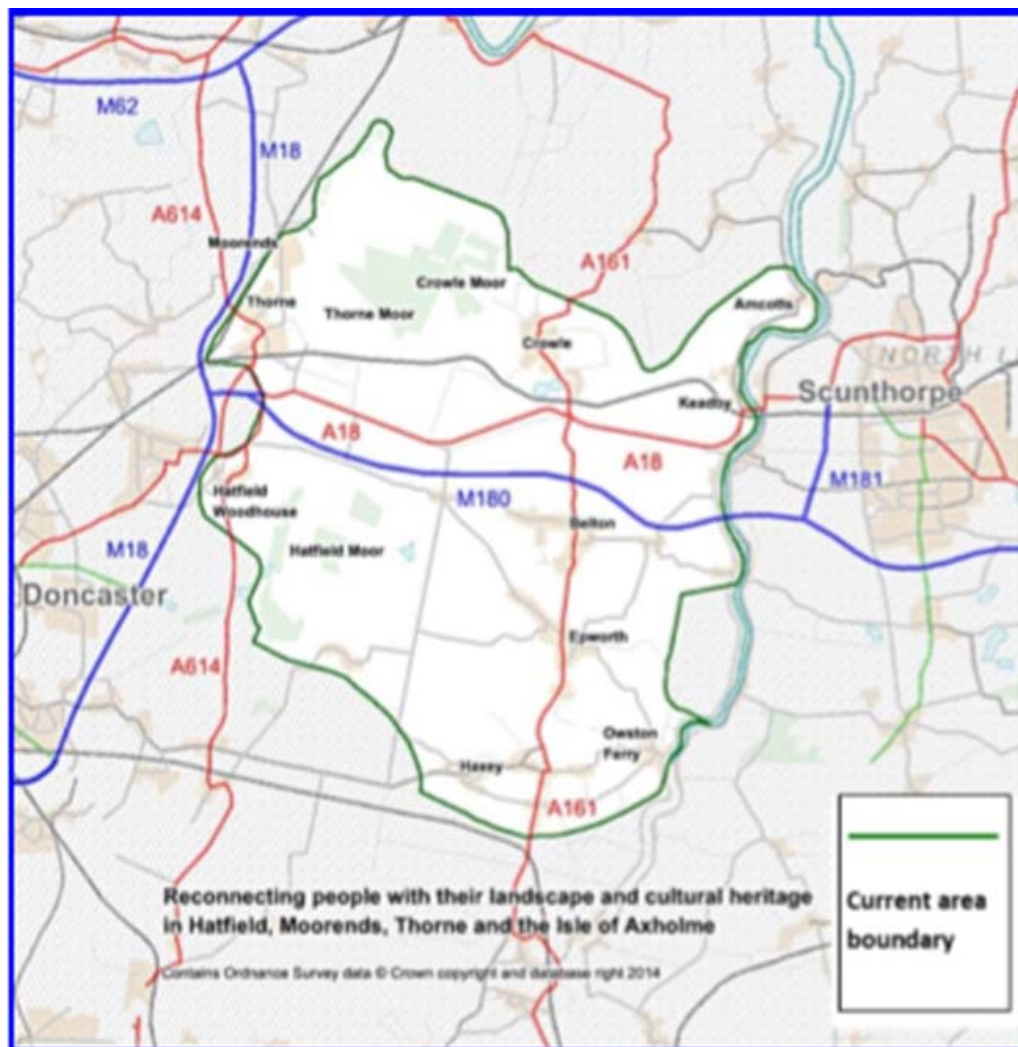 M62
M18
A614
Moorends
A161
Crowle Moor
Thorne
Amcotts
Thorne Moor
Crowle
NORTH LI
Scunthorpe
Keadby
A18
A18
M180
M181
Hatfield
Woodhouse
Belton
M18
Hatfield Moor
Doncaster
Epworth
A614
Owston
Ferry
Haxey
A161
Current area
boundary
Reconnecting people with their landscape and cultural heritage
in Hatfield, Moorends, Thorne and the Isle of Axholme
Contains Ordnance Survey data © Crown copyright and database right 2014